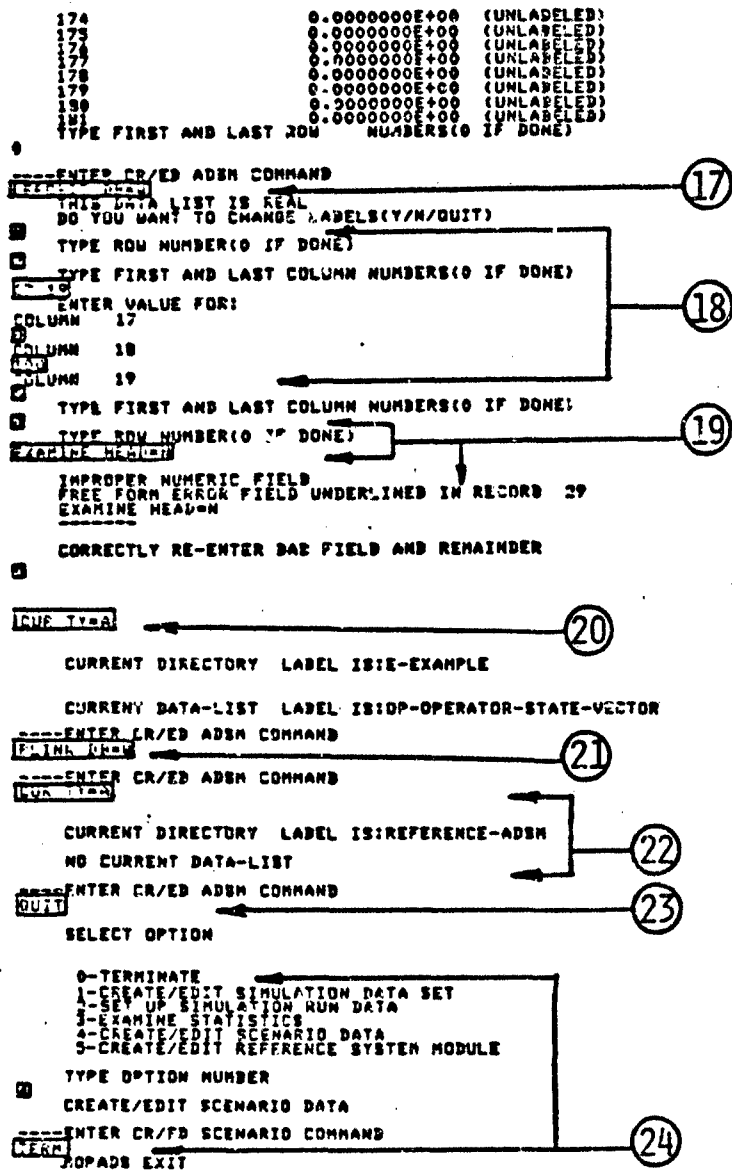 174 0.0000000E+00 (UNLABELED)
175 0.0000000E+00 (UNLABELED)
176 0.0000000E+00 (UNLABELED)
177 0.0000000E+00 (UNLABELED)
178 0.0000000E+00 (UNLABELED)
179 0.0000000E+00 (UNLABELED)
180 0.0000000E+00 (UNLABELED)
181 0.0000000E+00 (UNLABELED)
TYPE FIRST AND LAST ROW NUMBERS(0 IF DONE)
0
----ENTER CR/ED ADSM COMMAND
17
THIS DATA LIST IS REAL
DO YOU WANT TO CHANGE LABELS(Y/N/QUIT)
TYPE ROW NUMBER(0 IF DONE)
TYPE FIRST AND LAST COLUMN NUMBERS(0 IF DONE)
ENTER VALUE FOR:
18
COLUMN 17
COLUMN 18
COLUMN 19
TYPE FIRST AND LAST COLUMN NUMBERS(0 IF DONE)
TYPE ROW NUMBER(0 IF DONE)
19
EXAMINE HEAD=N
IMPROPER NUMERIC FIELD
FREE FORM ERROR FIELD UNDERLINED IN RECORD 29
EXAMINE HEAD=N
-------
CORRECTLY RE-ENTER BAD FIELD AND REMAINDER
CUR TY=A
20
CURRENT DIRECTORY LABEL IS:E-EXAMPLE
CURRENT DATA-LIST LABEL IS:OP-OPERATOR-STATE-VECTOR
----ENTER CR/ED ADSM COMMAND
21
----ENTER CR/ED ADSM COMMAND
CUR TY=A
CURRENT DIRECTORY LABEL IS:REFERENCE-ADSM
22
NO CURRENT DATA-LIST
----ENTER CR/ED ADSM COMMAND
QUIT
23
SELECT OPTION
0-TERMINATE
1-CREATE/EDIT SIMULATION DATA SET
2-SET UP SIMULATION RUN DATA
3-EXAMINE STATISTICS
4-CREATE/EDIT SCENARIO DATA
5-CREATE/EDIT REFERENCE SYSTEM MODULE
TYPE OPTION NUMBER
CREATE/EDIT SCENARIO DATA
----ENTER CR/ED SCENARIO COMMAND
TERM
24
MOPADS EXIT